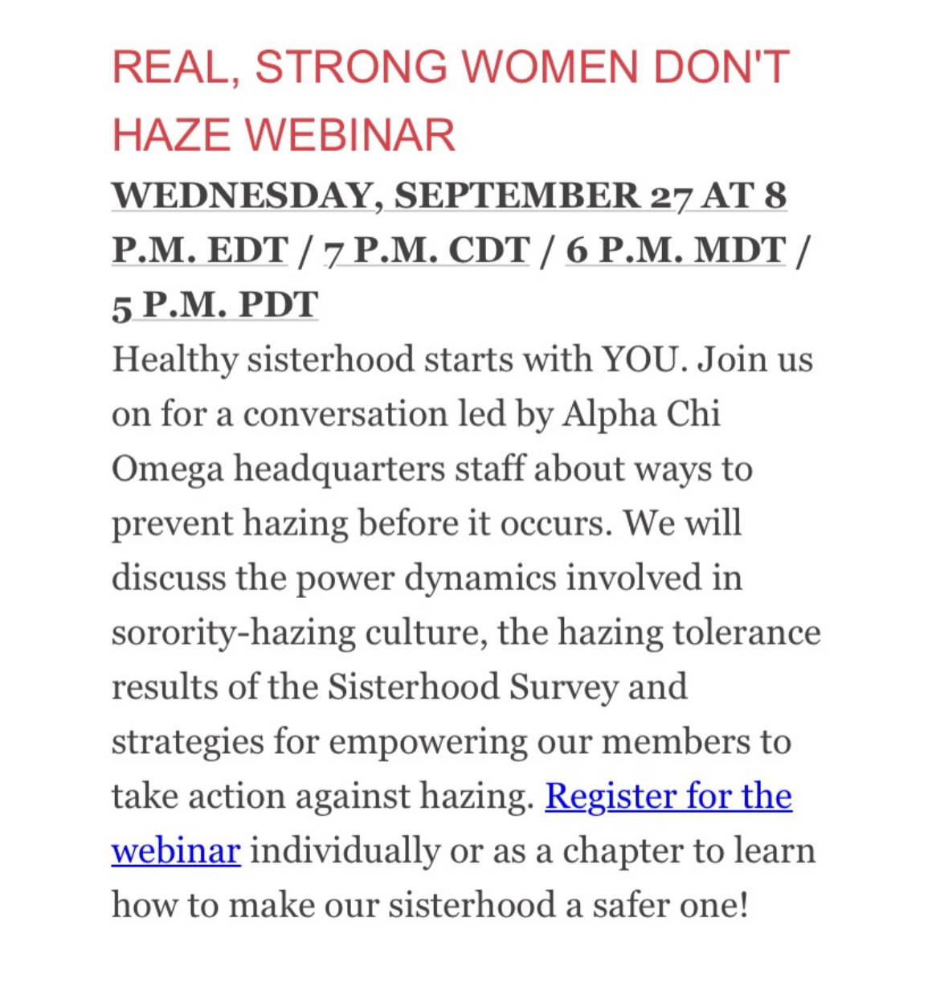 REAL, STRONG WOMEN DON'T
HAZE WEBINAR
WEDNESDAY, SEPTEMBER 27 AT 8
P.M. EDT / 7 P.M. CDT / 6 P.M. MDT /
5 P.M. PDT
Healthy sisterhood starts with YOU. Join us
on for a conversation led by Alpha Chi
Omega headquarters staff about ways to
prevent hazing before it occurs. We will
discuss the power dynamics involved in
sorority-hazing culture, the hazing tolerance
results of the Sisterhood Survey and
strategies for empowering our members to
take action against hazing. Register for the
webinar individually or as a chapter to learn
how to make our sisterhood a safer one!